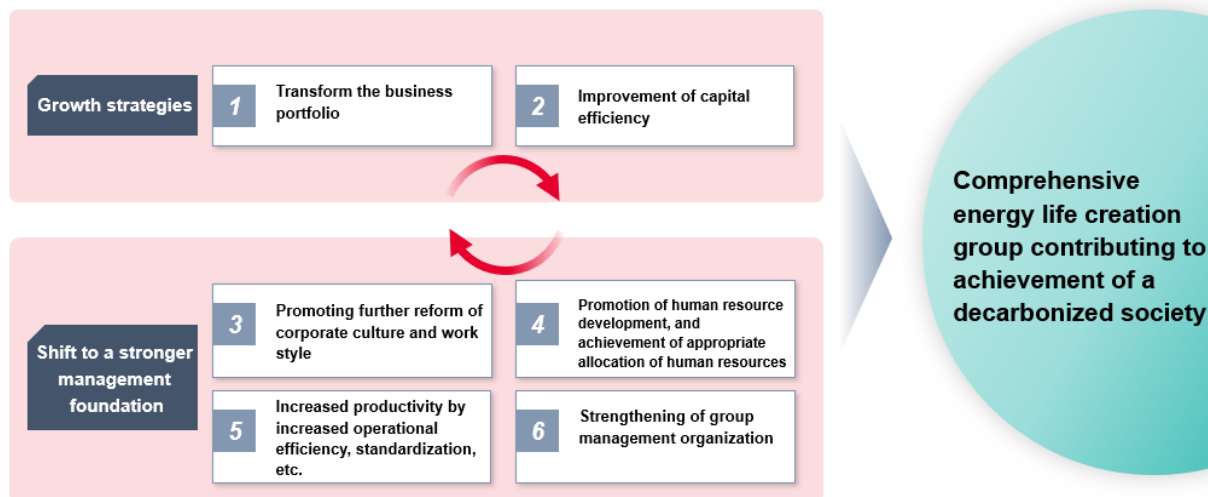 Growth strategies
1
Transform the business
portfolio
2
Improvement of capital
efficiency
Shift to a stronger
management
foundation
3
Promoting further reform of
corporate culture and work
style
4
Promotion of human resource
development, and
achievement of appropriate
allocation of human resources
5
Increased productivity by
increased operational
efficiency, standardization,
etc.
6
Strengthening of group
management organization
Comprehensive
energy life creation
group contributing to
achievement of a
decarbonized society